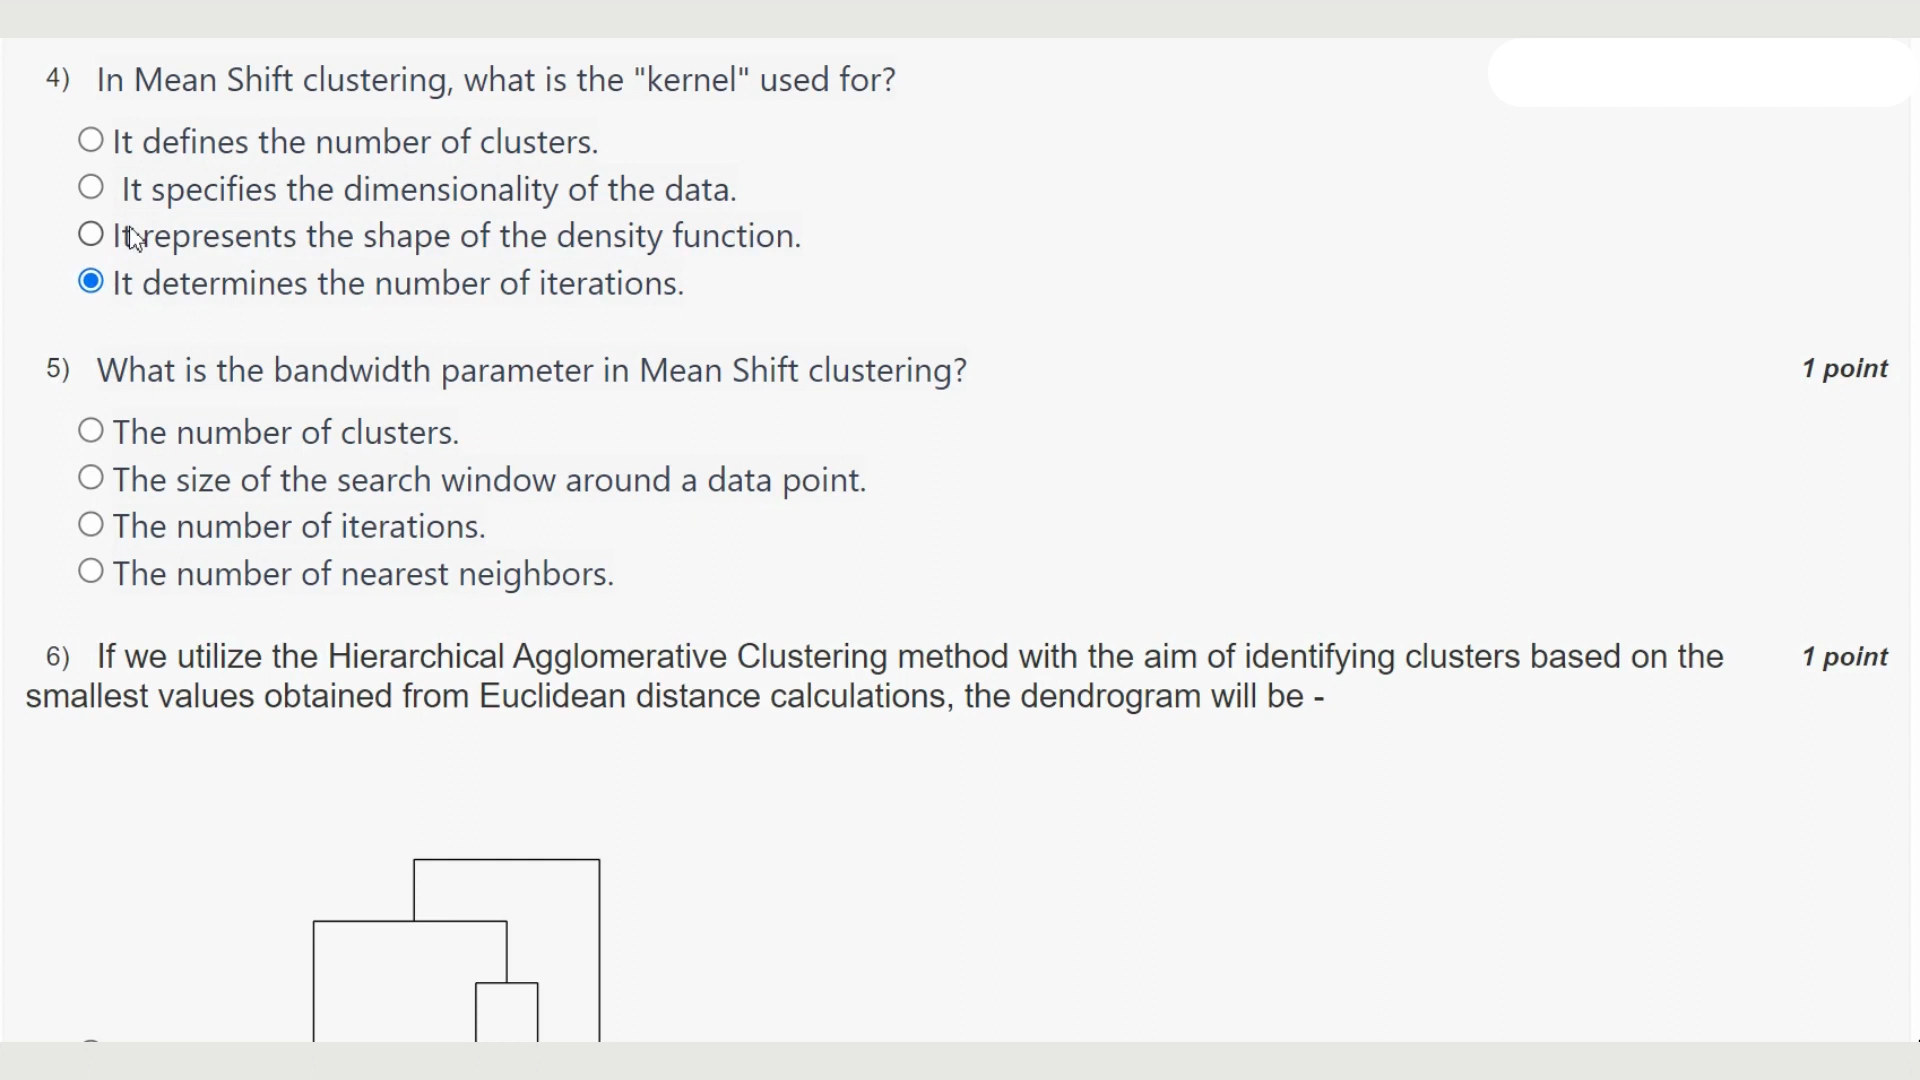 4) In Mean Shift clustering, what is the "kernel" used for?
It defines the number of clusters.
It specifies the dimensionality of the data.
It represents the shape of the density function.
It determines the number of iterations.
5) What is the bandwidth parameter in Mean Shift clustering? 1 point
The number of clusters.
The size of the search window around a data point.
The number of iterations.
The number of nearest neighbors.
6) If we utilize the Hierarchical Agglomerative Clustering method with the aim of identifying clusters based on the 1 point
smallest values obtained from Euclidean distance calculations, the dendrogram will be -